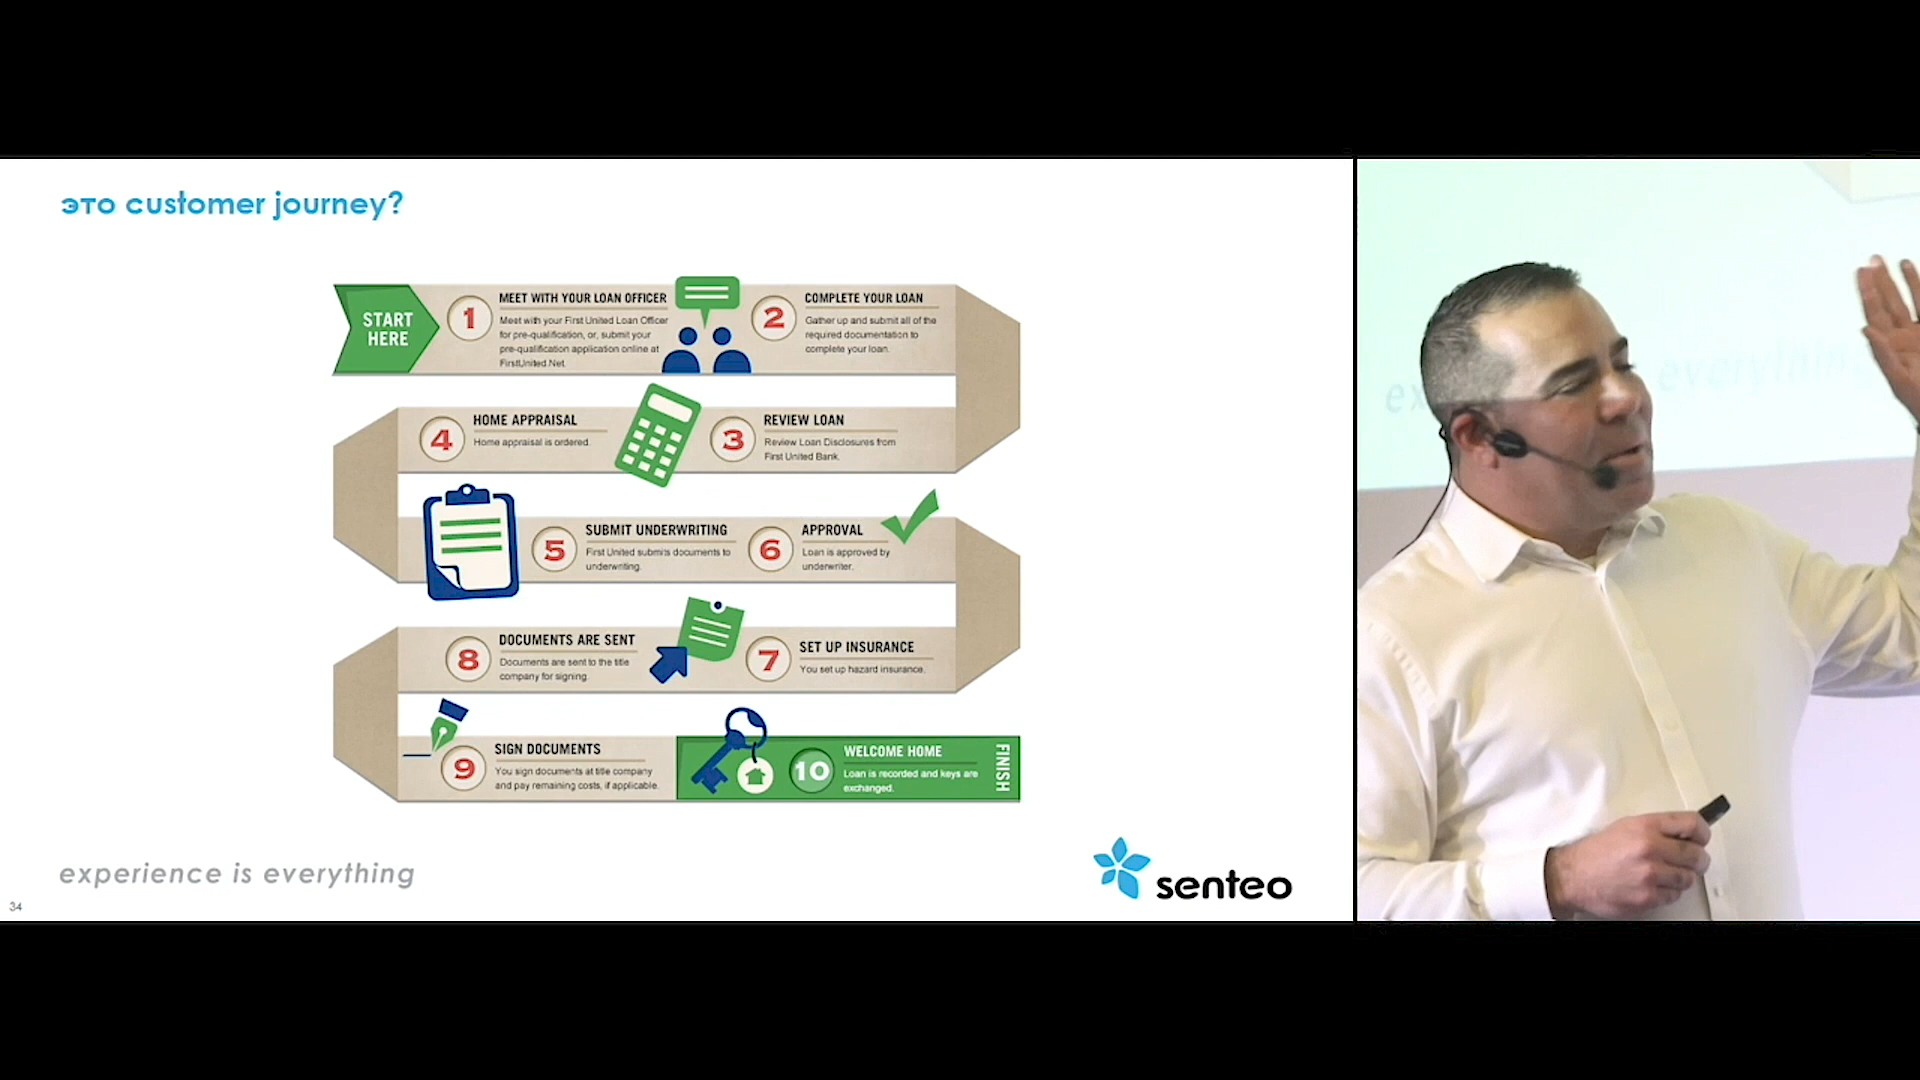 это customer journey?
START
HERE
1
MEET WITH YOUR LOAN OFFICER
Meet with your First United Loan Officer
for pre-qualification, or, submit your
pre-qualification application online at
FirstUnited.Net.
2
COMPLETE YOUR LOAN
Gather up and submit all of the
required documentation to
complete your loan.
3
REVIEW LOAN
Review Loan Disclosures from
First United Bank.
4
HOME APPRAISAL
Home appraisal is ordered.
5
SUBMIT UNDERWRITING
First United submits documents to
underwriting.
6
APPROVAL
Loan is approved by
underwriter.
7
SET UP INSURANCE
You set up hazard insurance.
8
DOCUMENTS ARE SENT
Documents are sent to the title
company for signing.
9
SIGN DOCUMENTS
You sign documents at title company
and pay remaining costs, if applicable.
10
WELCOME HOME
Loan is recorded and keys are
exchanged.
FINISH
experience is everything
senteo
34
everything